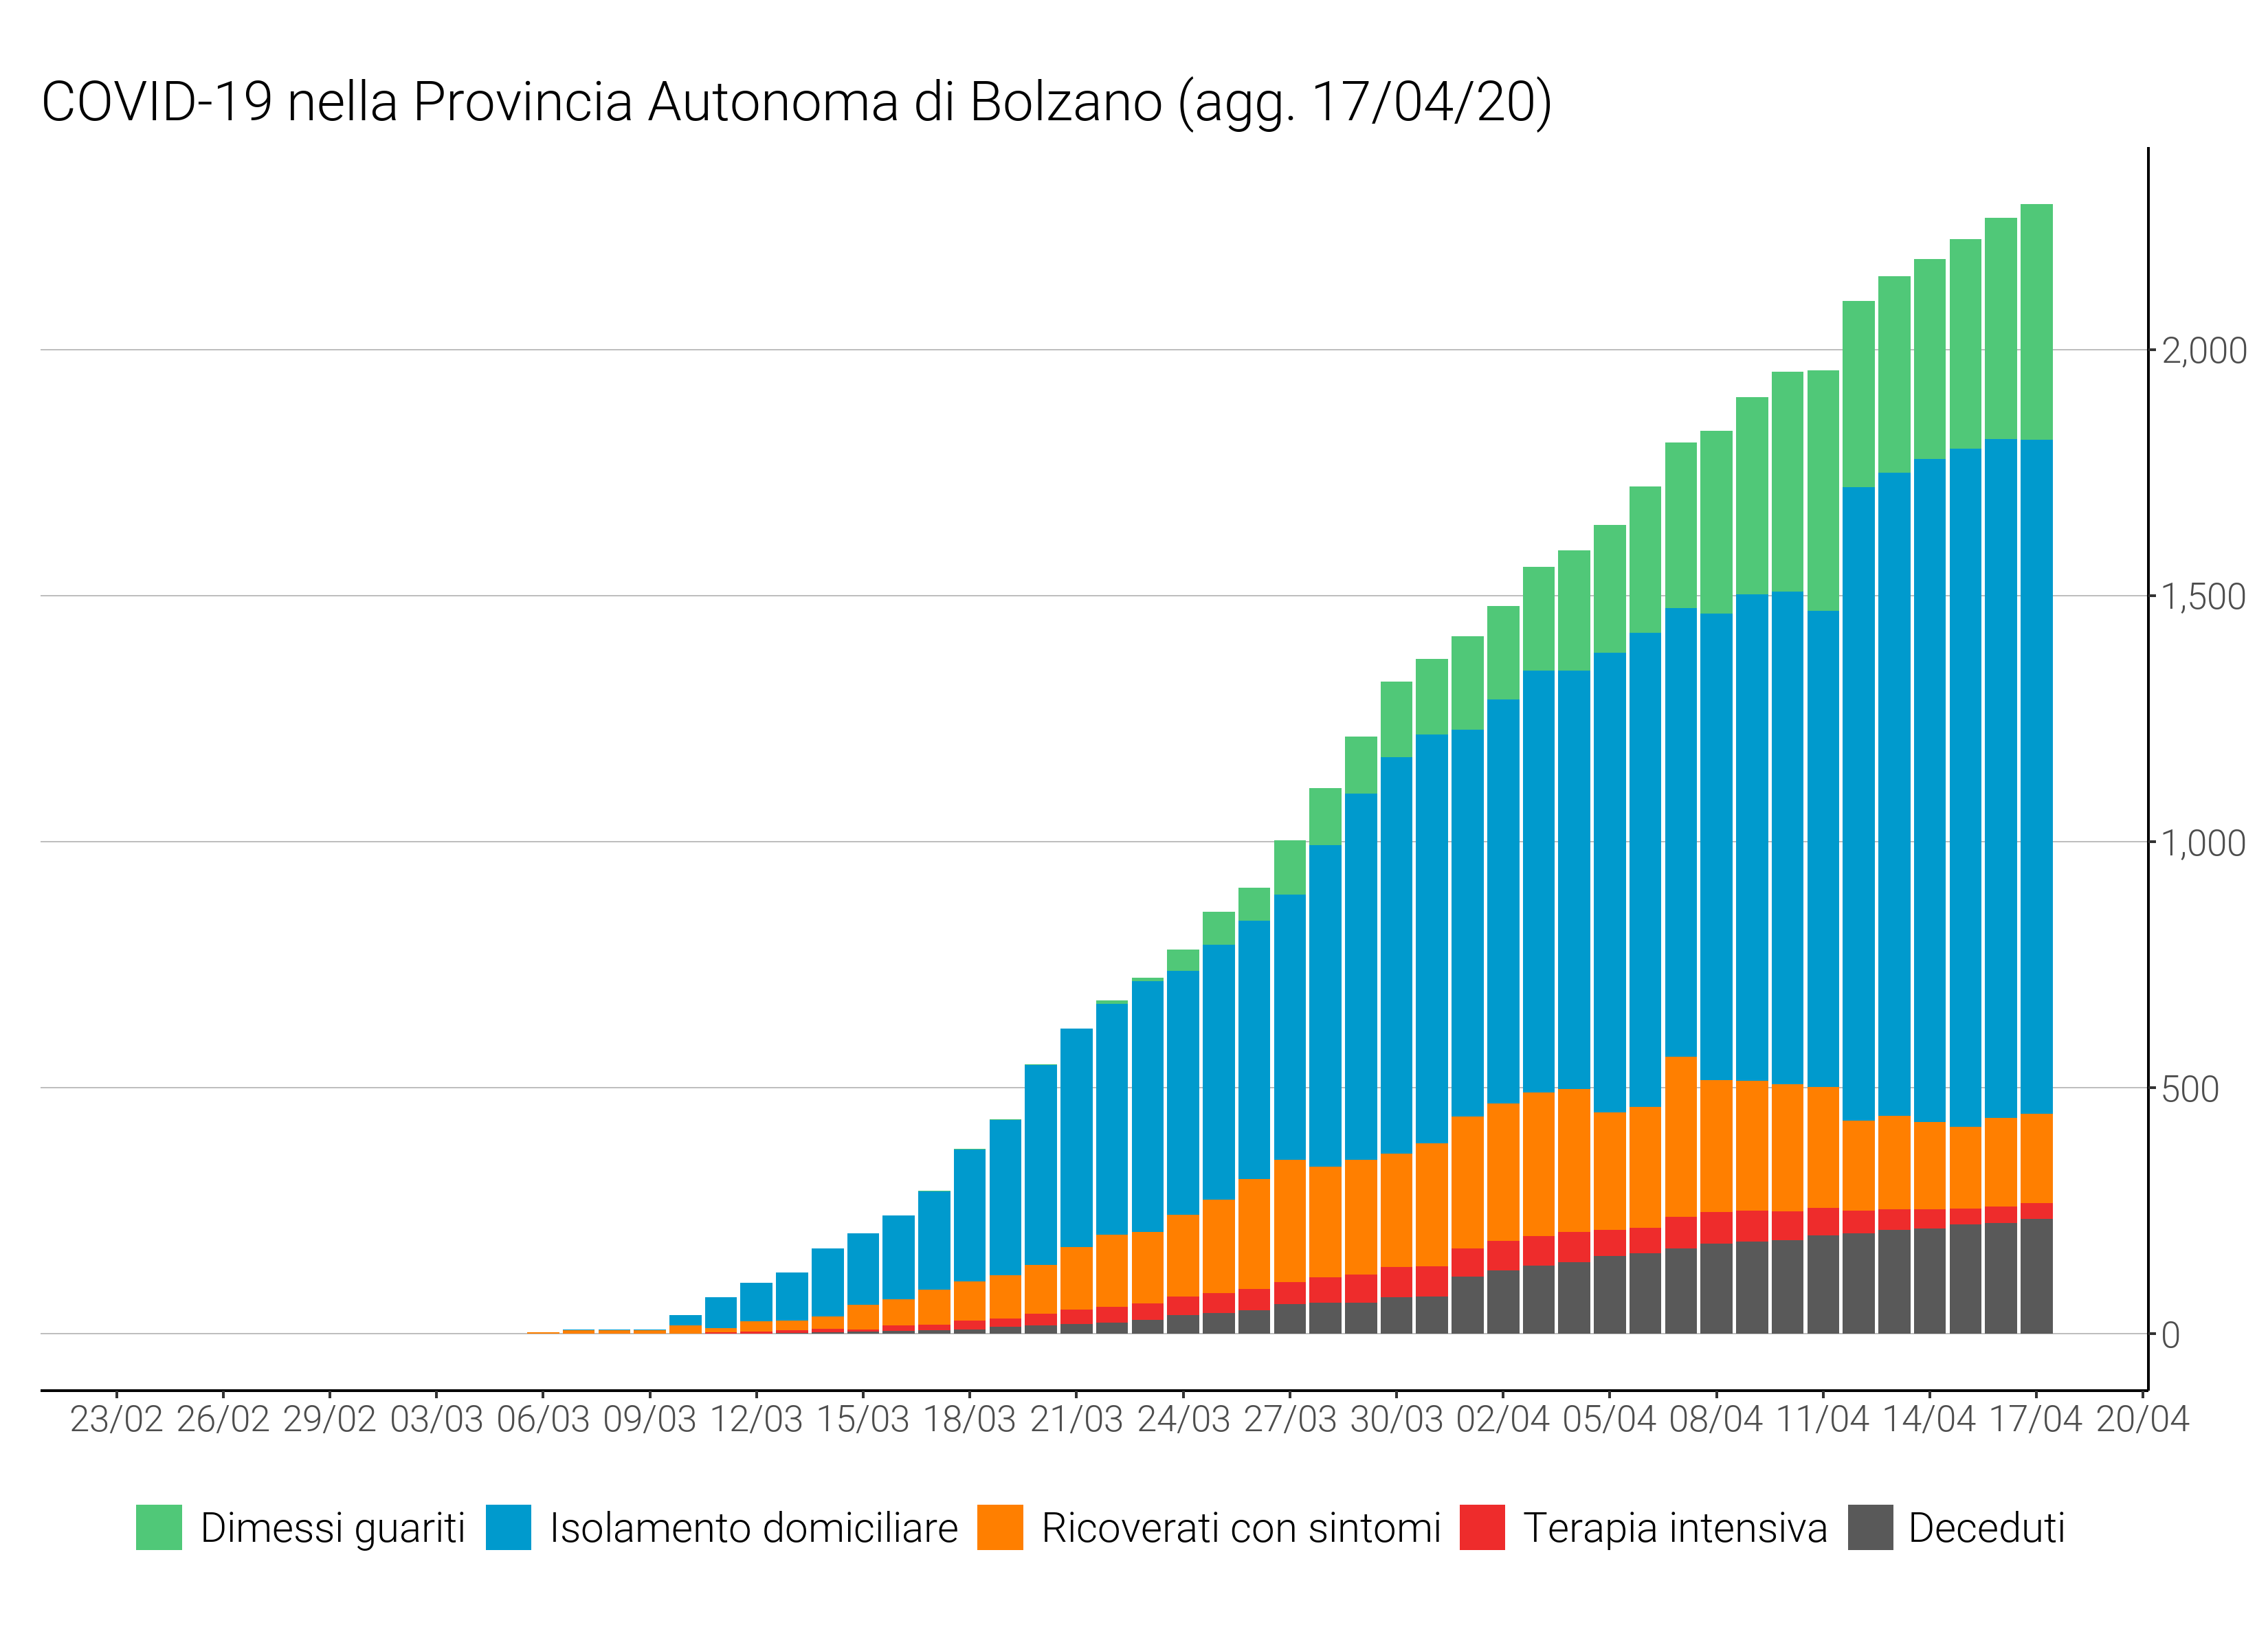 COVID-19 nella Provincia Autonoma di Bolzano (agg. 17/04/20)
2,000
1,500
1,000
500
0
23/02 26/02 29/02 03/03 06/03 09/03 12/03 15/03 18/03 21/03 24/03 27/03 30/03 02/04 05/04 08/04 11/04 14/04 17/04 20/04
Dimessi guariti Isolamento domiciliare Ricoverati con sintomi Terapia intensiva Deceduti